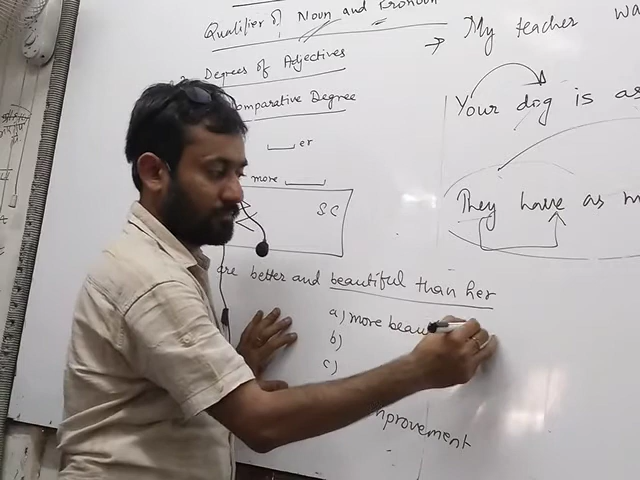 Qualifier of Noun and Pronoun
Degrees of Adjectives
Comparative Degree
er
more
SC
are better and beautiful than her
a) more beau
b)
c)
mprovement
→ My teacher wa
Your dog is as
They have as m